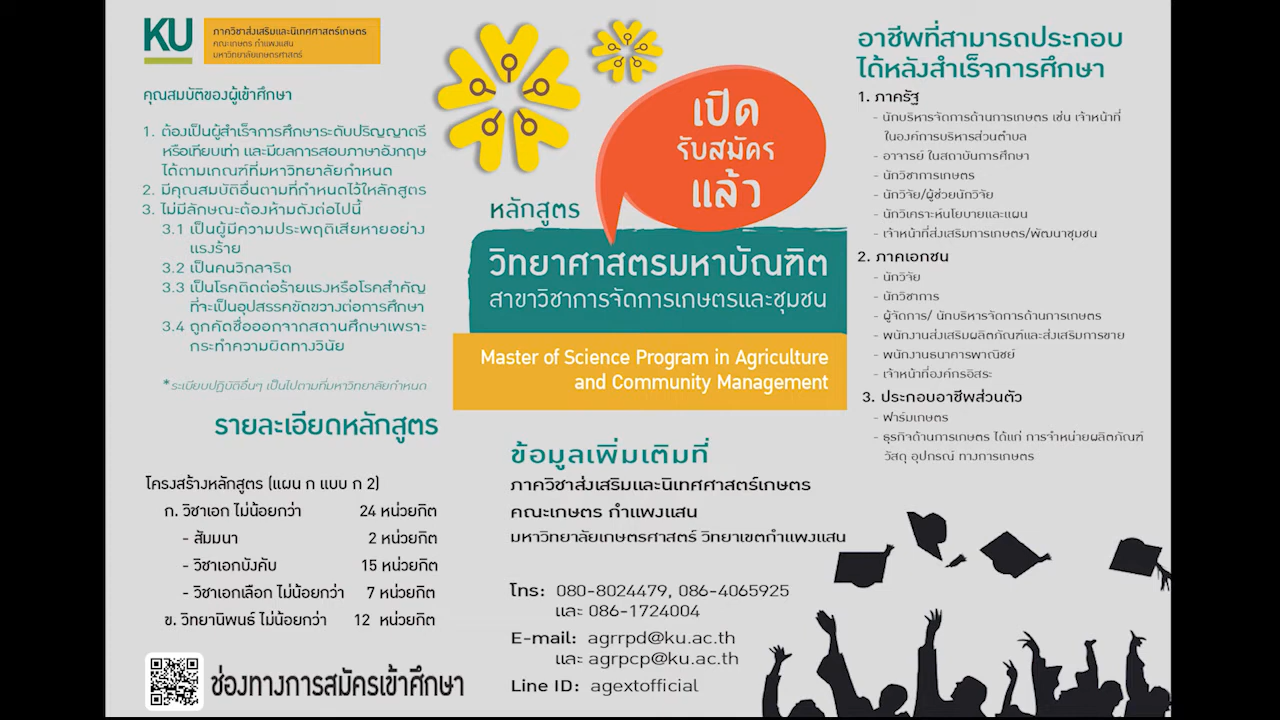 KU
ภาควิชาส่งเสริมและนิเทศศาสตร์เกษตร
คณะเกษตร กำแพงแสน
มหาวิทยาลัยเกษตรศาสตร์
คุณสมบัติของผู้เข้าศึกษา
1. ต้องเป็นผู้สำเร็จการศึกษาระดับปริญญาตรี
หรือเทียบเท่า และมีผลการสอบภาษาอังกฤษ
ได้ตามเกณฑ์ที่มหาวิทยาลัยกำหนด
2. มีคุณสมบัติอื่นตามที่กำหนดไว้ให้หลักสูตร
3. ไม่มีลักษณะต้องห้ามดังต่อไปนี้
3.1 เป็นผู้มีความประพฤติเสียหายอย่าง
แรงร้าย
3.2 เป็นคนวิกลจริต
3.3 เป็นโรคติดต่อร้ายแรงหรือโรคสำคัญ
ที่จะเป็นอุปสรรคขัดขวางต่อการศึกษา
3.4 ถูกคัดชื่อออกจากสถานศึกษาเพราะ
กระทำความผิดทางวินัย
*ระเบียบปฏิบัติอื่นๆ เป็นไปตามที่มหาวิทยาลัยกำหนด
รายละเอียดหลักสูตร
โครงสร้างหลักสูตร (แผน ก แบบ ก 2)
ก. วิชาเอก ไม่น้อยกว่า 24 หน่วยกิต
- สัมมนา 2 หน่วยกิต
- วิชาเอกบังคับ 15 หน่วยกิต
- วิชาเอกเลือก ไม่น้อยกว่า 7 หน่วยกิต
ข. วิทยานิพนธ์ ไม่น้อยกว่า 12 หน่วยกิต
ช่องทางการสมัครเข้าศึกษา
เปิด
รับสมัคร
แล้ว
หลักสูตร
วิทยาศาสตรมหาบัณฑิต
สาขาวิชาการจัดการเกษตรและชุมชน
Master of Science Program in Agriculture
and Community Management
ข้อมูลเพิ่มเติมที่
ภาควิชาส่งเสริมและนิเทศศาสตร์เกษตร
คณะเกษตร กำแพงแสน
มหาวิทยาลัยเกษตรศาสตร์ วิทยาเขตกำแพงแสน
โทร: 080-8024479, 086-4065925
และ 086-1724004
E-mail: agrrpd@ku.ac.th
และ agrpcp@ku.ac.th
Line ID: agextofficial
อาชีพที่สามารถประกอบ
ได้หลังสำเร็จการศึกษา
1. ภาครัฐ
- นักบริหารจัดการด้านการเกษตร เช่น เจ้าหน้าที่
ในองค์การบริหารส่วนตำบล
- อาจารย์ ในสถาบันการศึกษา
- นักวิชาการเกษตร
- นักวิจัย/ผู้ช่วยนักวิจัย
- นักวิเคราะห์นโยบายและแผน
- เจ้าหน้าที่ส่งเสริมการเกษตร/พัฒนาชุมชน
2. ภาคเอกชน
- นักวิจัย
- นักวิชาการ
- ผู้จัดการ/ นักบริหารจัดการด้านการเกษตร
- พนักงานส่งเสริมผลิตภัณฑ์และส่งเสริมการขาย
- พนักงานธนาคารพาณิชย์
- เจ้าหน้าที่องค์กรอิสระ
3. ประกอบอาชีพส่วนตัว
- ฟาร์มเกษตร
- ธุรกิจด้านการเกษตร ได้แก่ การจำหน่ายผลิตภัณฑ์
วัสดุ อุปกรณ์ ทางการเกษตร